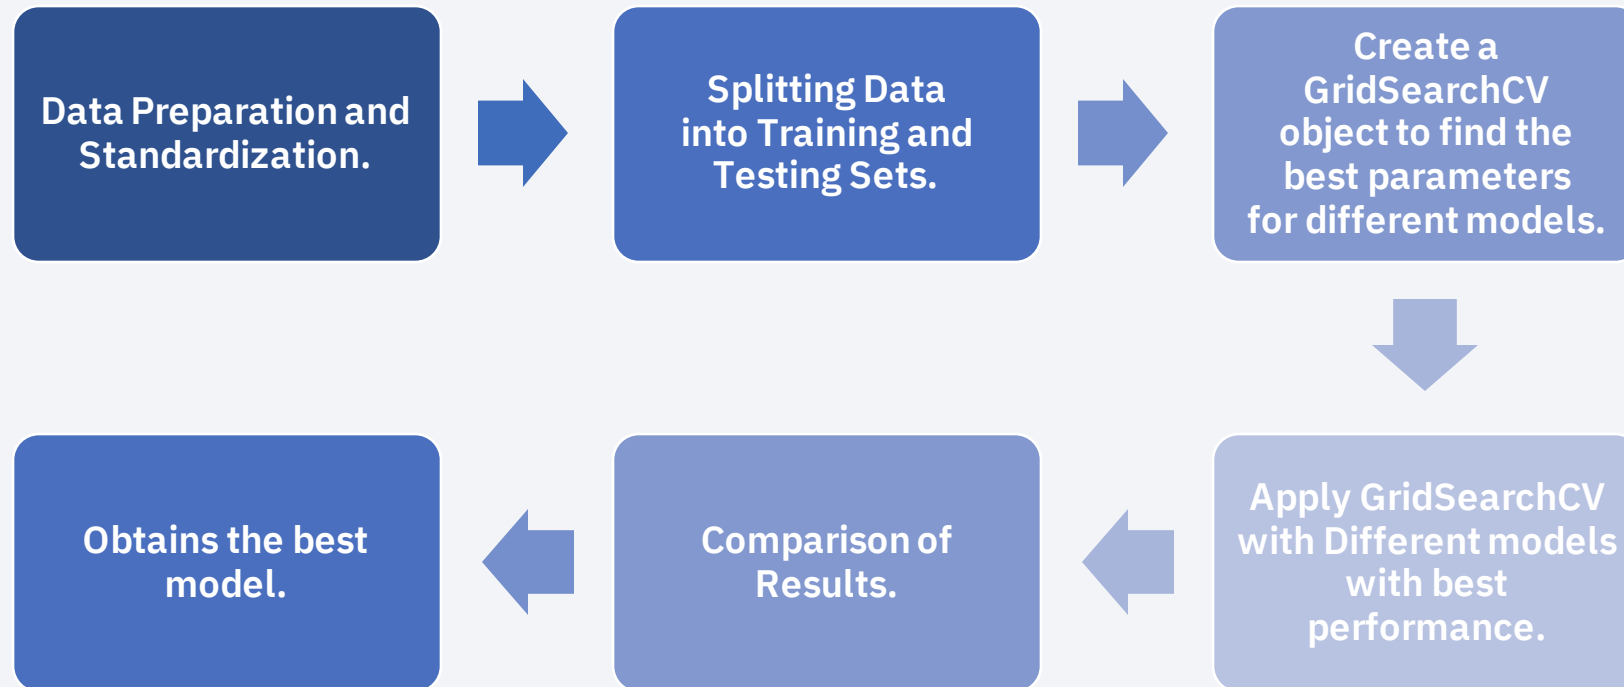 Data Preparation and
Standardization.
Splitting Data
into Training and
Testing Sets.
Create a
GridSearchCV
object to find the
best parameters
for different models.
Apply GridSearchCV
with Different models
with best
performance.
Comparison of
Results.
Obtains the best
model.